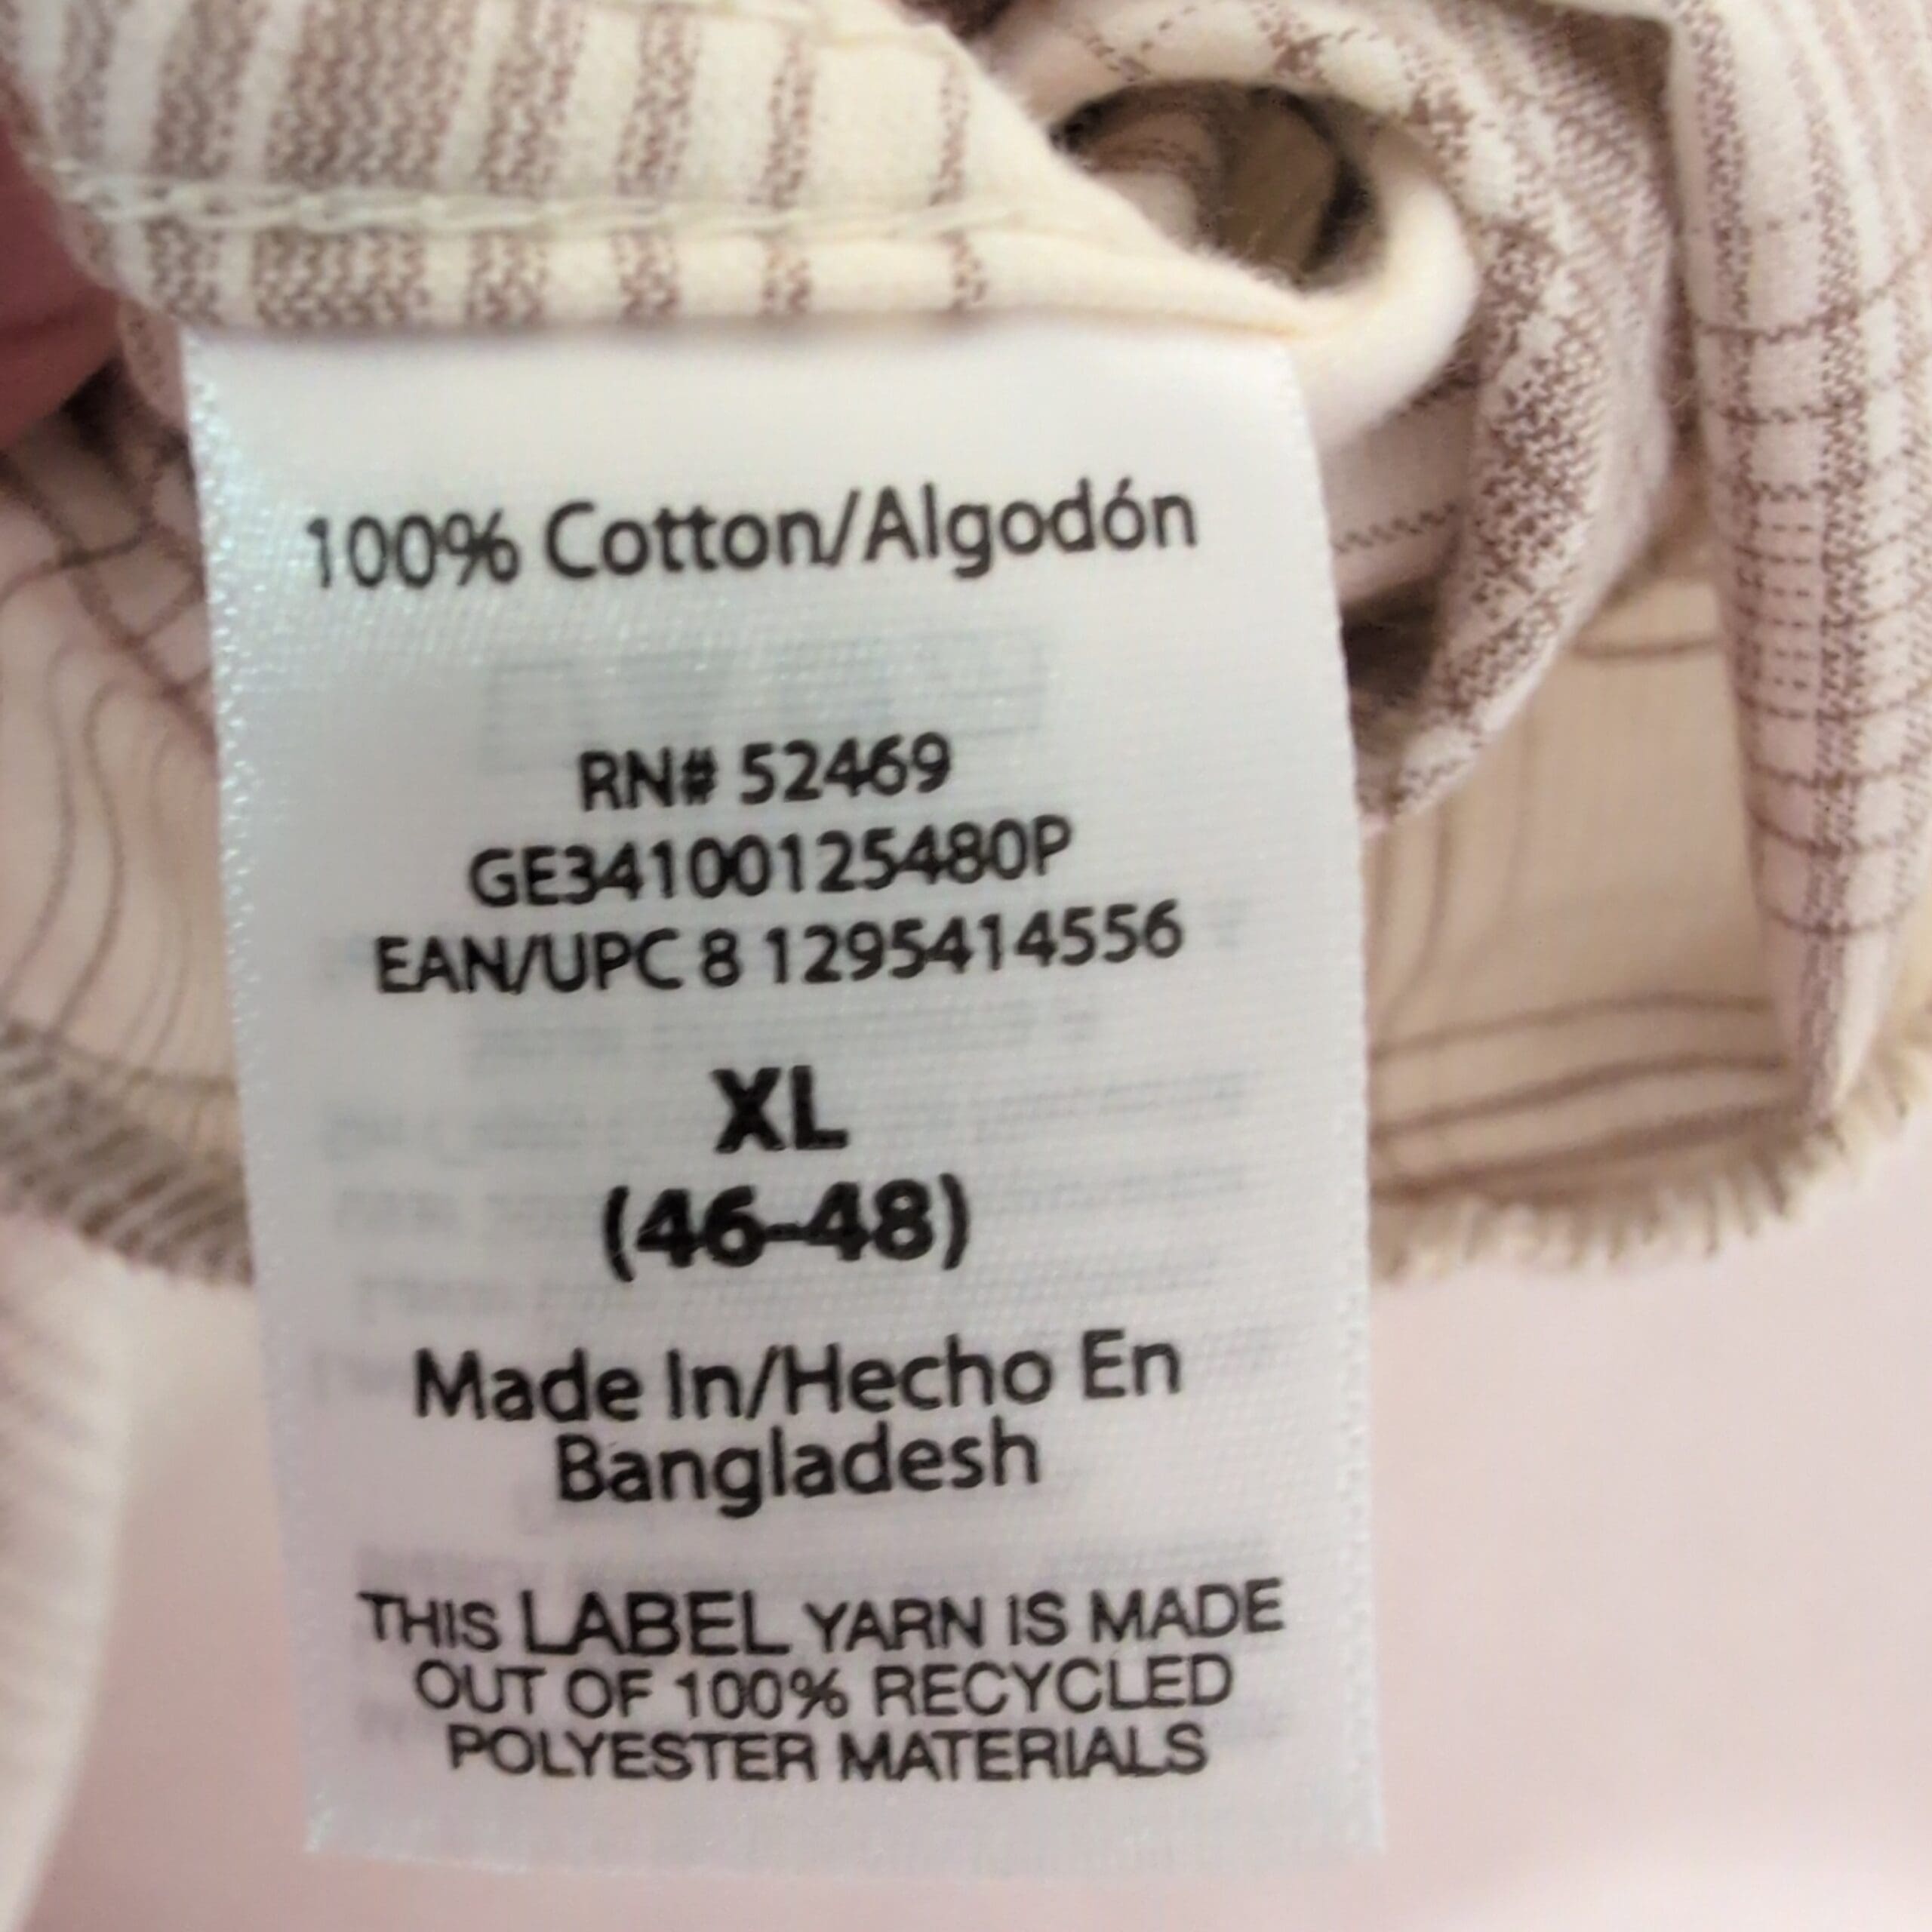 100% Cotton/Algodón
RN# 52469
GE34100125480P
EAN/UPC 8 1295414556
XL
(46-48)
Made In/Hecho En
Bangladesh
THIS LABEL YARN IS MADE
OUT OF 100% RECYCLED
POLYESTER MATERIALS